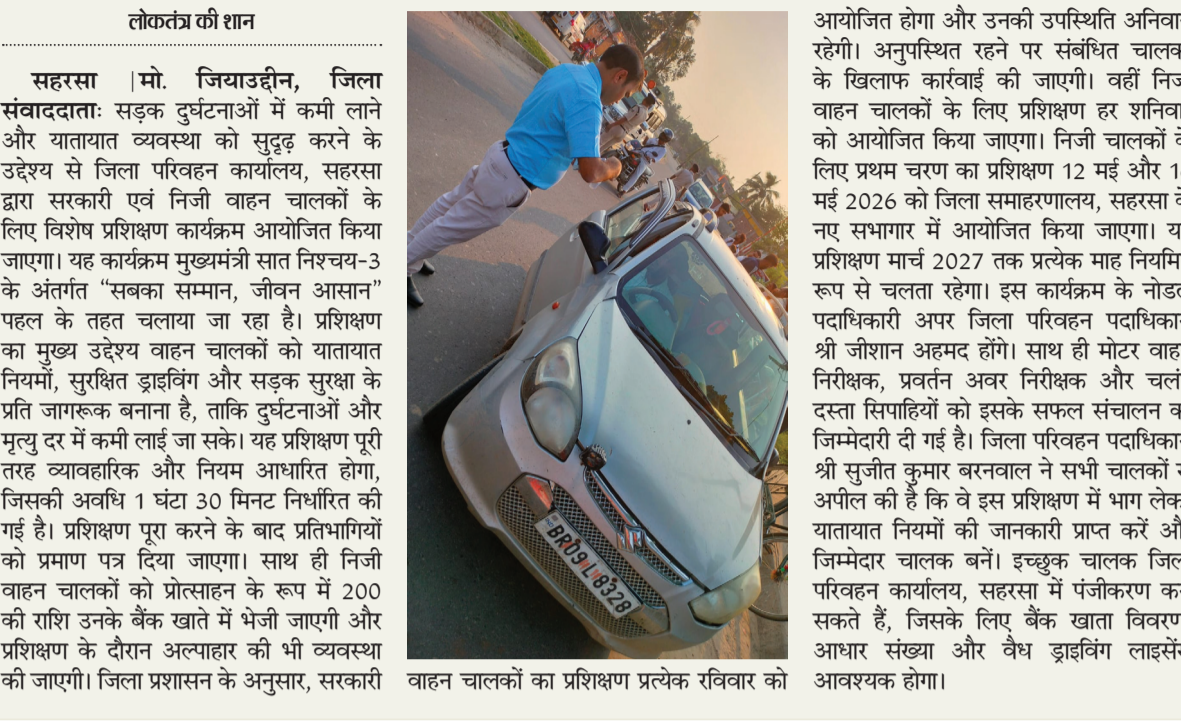 लोकतंत्र की शान
सहरसा |मो. जियाउद्दीन, जिला
संवाददाताः सड़क दुर्घटनाओं में कमी लाने
और यातायात व्यवस्था को सुदृढ़ करने के
उद्देश्य से जिला परिवहन कार्यालय, सहरसा
द्वारा सरकारी एवं निजी वाहन चालकों के
लिए विशेष प्रशिक्षण कार्यक्रम आयोजित किया
जाएगा। यह कार्यक्रम मुख्यमंत्री सात निश्चय-3
के अंतर्गत “सबका सम्मान, जीवन आसान”
पहल के तहत चलाया जा रहा है। प्रशिक्षण
का मुख्य उद्देश्य वाहन चालकों को यातायात
नियमों, सुरक्षित ड्राइविंग और सड़क सुरक्षा के
प्रति जागरूक बनाना है, ताकि दुर्घटनाओं और
मृत्यु दर में कमी लाई जा सके। यह प्रशिक्षण पूरी
तरह व्यावहारिक और नियम आधारित होगा,
जिसकी अवधि 1 घंटा 30 मिनट निर्धारित की
गई है। प्रशिक्षण पूरा करने के बाद प्रतिभागियों
को प्रमाण पत्र दिया जाएगा। साथ ही निजी
वाहन चालकों को प्रोत्साहन के रूप में 200
की राशि उनके बैंक खाते में भेजी जाएगी और
प्रशिक्षण के दौरान अल्पाहार की भी व्यवस्था
की जाएगी। जिला प्रशासन के अनुसार, सरकारी
BR09L8328
वाहन चालकों का प्रशिक्षण प्रत्येक रविवार को
आयोजित होगा और उनकी उपस्थिति
रहेगी। अनुपस्थित रहने पर संबंधित
के खिलाफ कार्रवाई की जाएगी। वहीं
वाहन चालकों के लिए प्रशिक्षण हर
को आयोजित किया जाएगा। निजी चालकों
लिए प्रथम चरण का प्रशिक्षण 12 मई और
मई 2026 को जिला समाहरणालय, सहरसा
नए सभागार में आयोजित किया जाएगा।
प्रशिक्षण मार्च 2027 तक प्रत्येक माह
रूप से चलता रहेगा। इस कार्यक्रम के
पदाधिकारी अपर जिला परिवहन
श्री जीशान अहमद होंगे। साथ ही मोटर
निरीक्षक, प्रवर्तन अवर निरीक्षक और
दस्ता सिपाहियों को इसके सफल संचालन
जिम्मेदारी दी गई है। जिला परिवहन
श्री सुजीत कुमार बरनवाल ने सभी चालकों
अपील की है कि वे इस प्रशिक्षण में भाग
यातायात नियमों की जानकारी प्राप्त करें
जिम्मेदार चालक बनें। इच्छुक चालक
परिवहन कार्यालय, सहरसा में पंजीकरण
सकते हैं, जिसके लिए बैंक खाता
आधार संख्या और वैध ड्राइविंग
आवश्यक होगा।